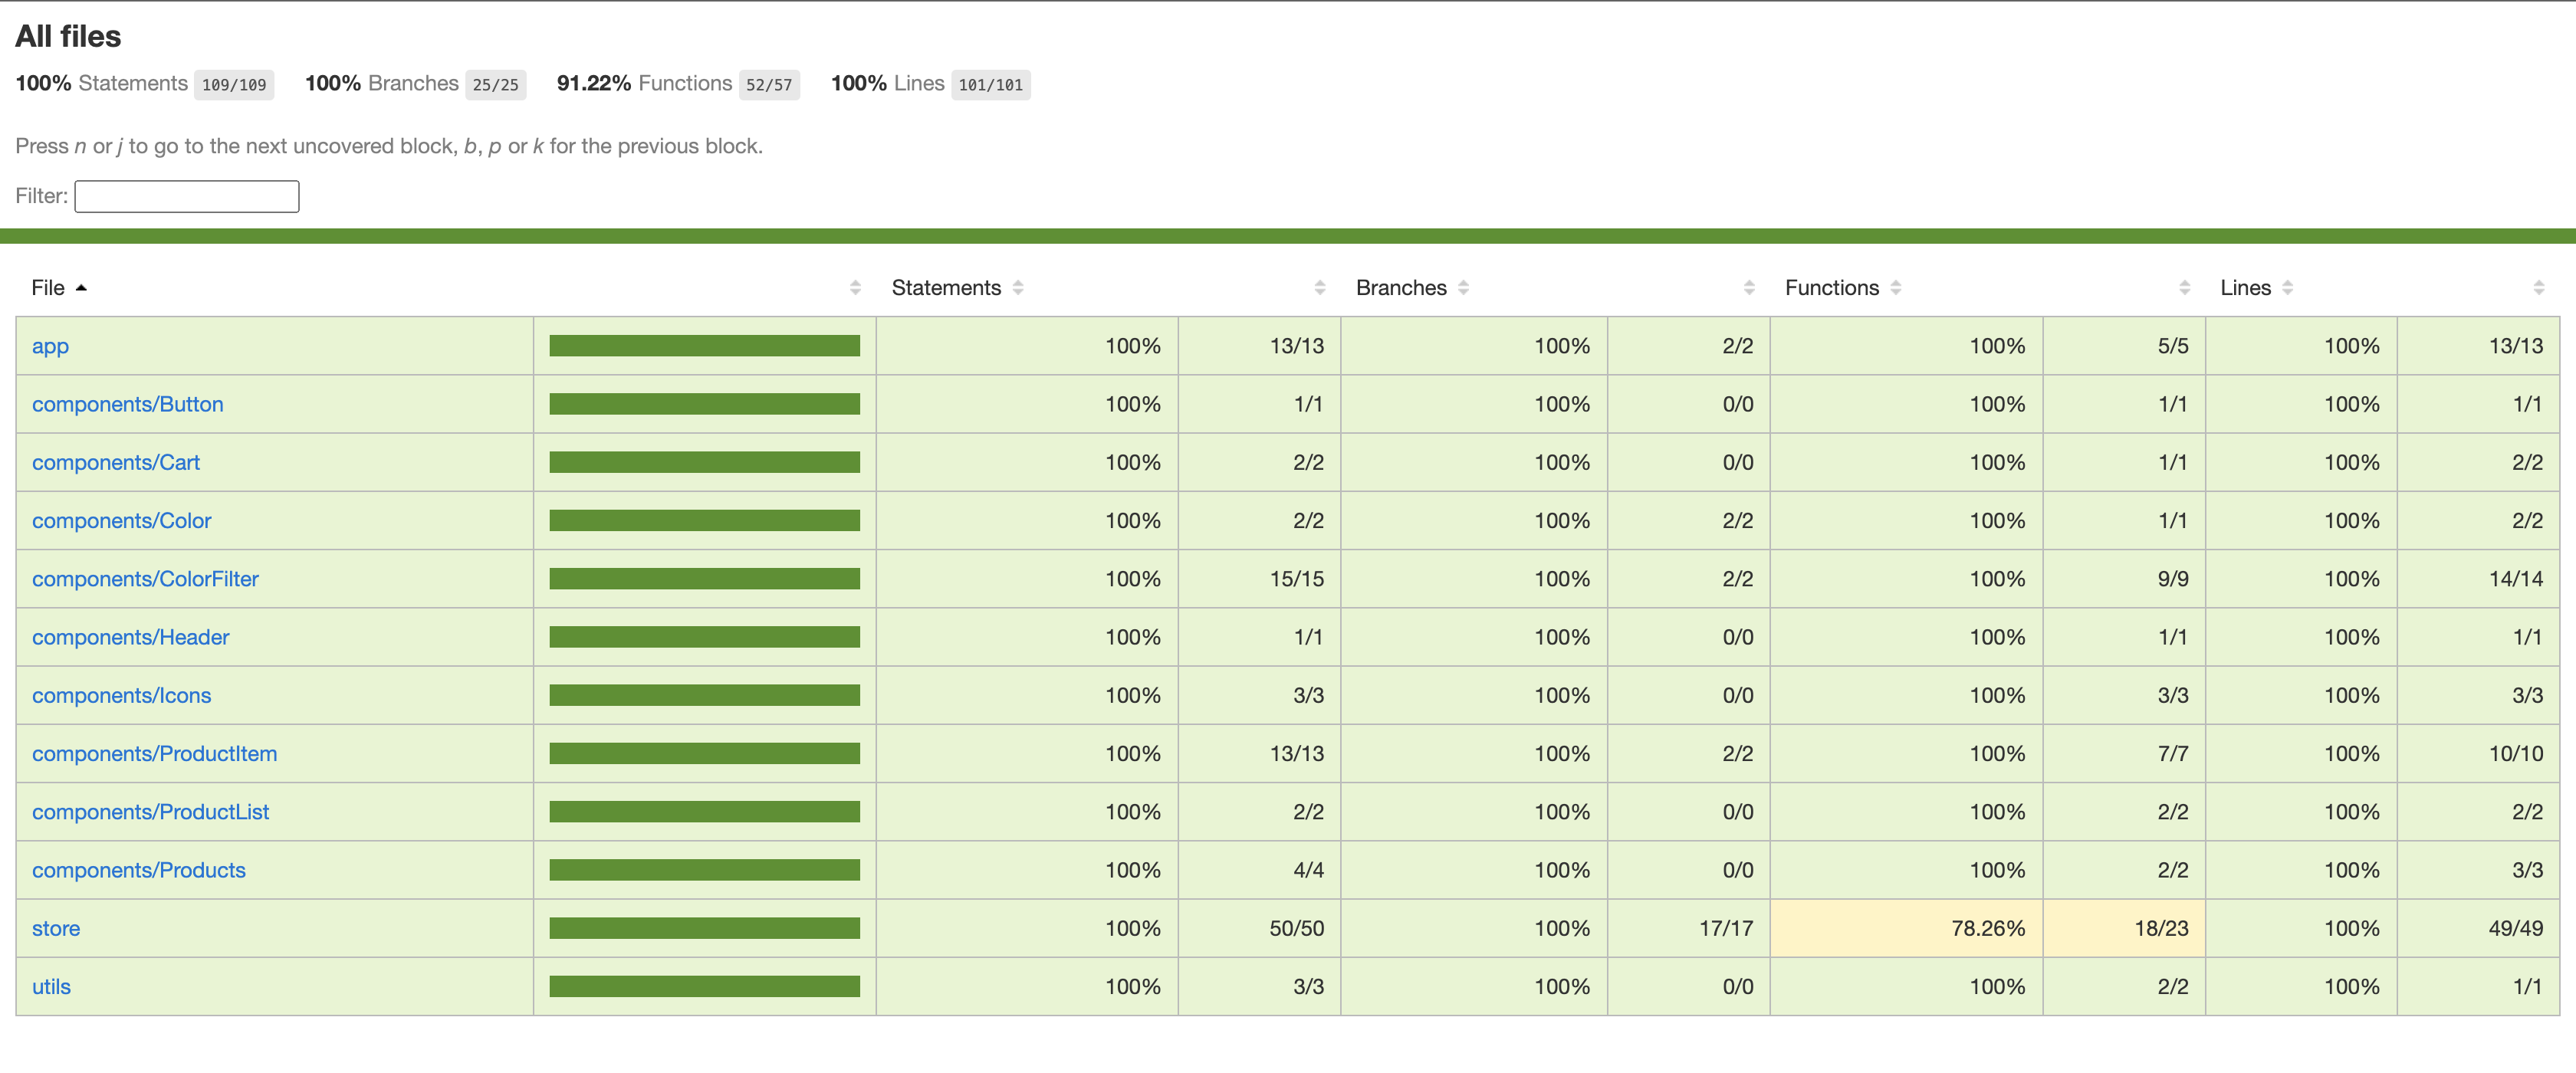 All files
100% Statements 109/109 100% Branches 25/25 91.22% Functions 52/57 100% Lines 101/101
Press n or j to go to the next uncovered block, b, p or k for the previous block.
Filter:
File Statements Branches Functions Lines
app 100% 13/13 100% 2/2 100% 5/5 100% 13/13
components/Button 100% 1/1 100% 0/0 100% 1/1 100% 1/1
components/Cart 100% 2/2 100% 0/0 100% 1/1 100% 2/2
components/Color 100% 2/2 100% 2/2 100% 1/1 100% 2/2
components/ColorFilter 100% 15/15 100% 2/2 100% 9/9 100% 14/14
components/Header 100% 1/1 100% 0/0 100% 1/1 100% 1/1
components/Icons 100% 3/3 100% 0/0 100% 3/3 100% 3/3
components/ProductItem 100% 13/13 100% 2/2 100% 7/7 100% 10/10
components/ProductList 100% 2/2 100% 0/0 100% 2/2 100% 2/2
components/Products 100% 4/4 100% 0/0 100% 2/2 100% 3/3
store 100% 50/50 100% 17/17 78.26% 18/23 100% 49/49
utils 100% 3/3 100% 0/0 100% 2/2 100% 1/1